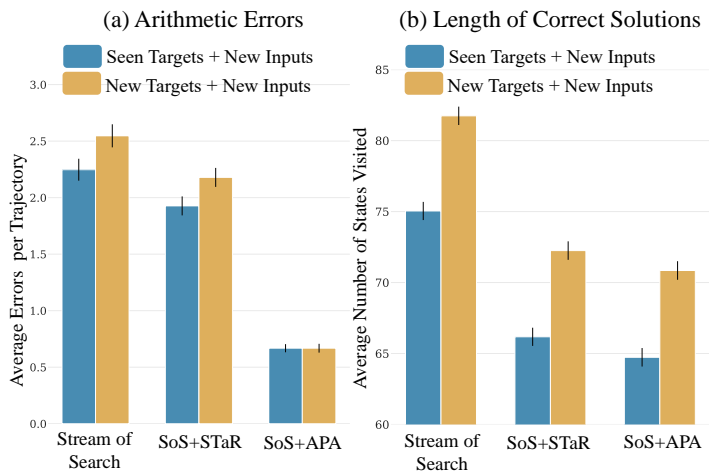 (a) Arithmetic Errors
Seen Targets + New Inputs
New Targets + New Inputs
Average Errors per Trajectory
3.0
2.5
2.0
1.5
1.0
0.5
0.0
Stream of
Search
SoS+STaR
SoS+APA
(b) Length of Correct Solutions
Seen Targets + New Inputs
New Targets + New Inputs
Average Number of States Visited
85
80
75
70
65
60
Stream of
Search
SoS+STaR
SoS+APA